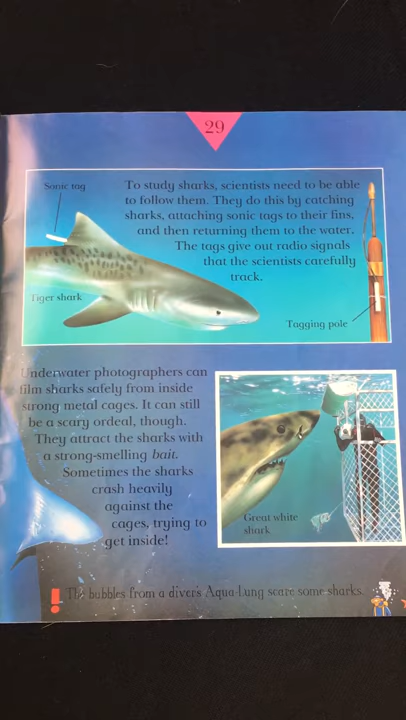 29
Sonic tag
To study sharks, scientists need to be able
to follow them. They do this by catching
sharks, attaching sonic tags to their fins,
and then returning them to the water.
The tags give out radio signals
that the scientists carefully
track.
Tiger shark
Tagging pole
Underwater photographers can
film sharks safely from inside
strong metal cages. It can still
be a scary ordeal, though.
They attract the sharks with
a strong-smelling bait.
Sometimes the sharks
crash heavily
against the
cages, trying to
get inside!
Great white
shark
! The bubbles from a diver's Aqua-Lung scare some sharks.